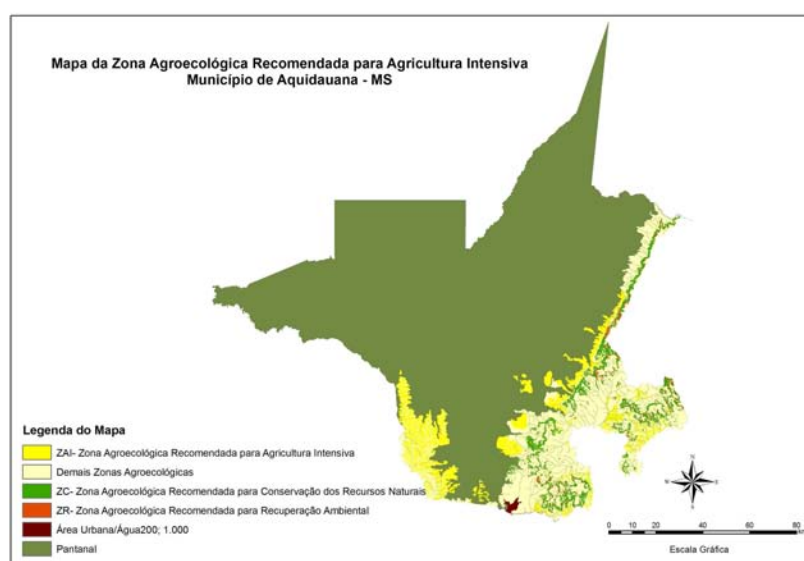 Mapa da Zona Agroecológica Recomendada para Agricultura Intensiva
Município de Aquidauana - MS
Legenda do Mapa
ZAI- Zona Agroecológica Recomendada para Agricultura Intensiva
Demais Zonas Agroecológicas
ZC- Zona Agroecológica Recomendada para Conservação dos Recursos Naturais
ZR- Zona Agroecológica Recomendada para Recuperação Ambiental
Área Urbana/Água200; 1.000
Pantanal
N
W E
S
0 10 20 40 60 80
Escala Gráfica